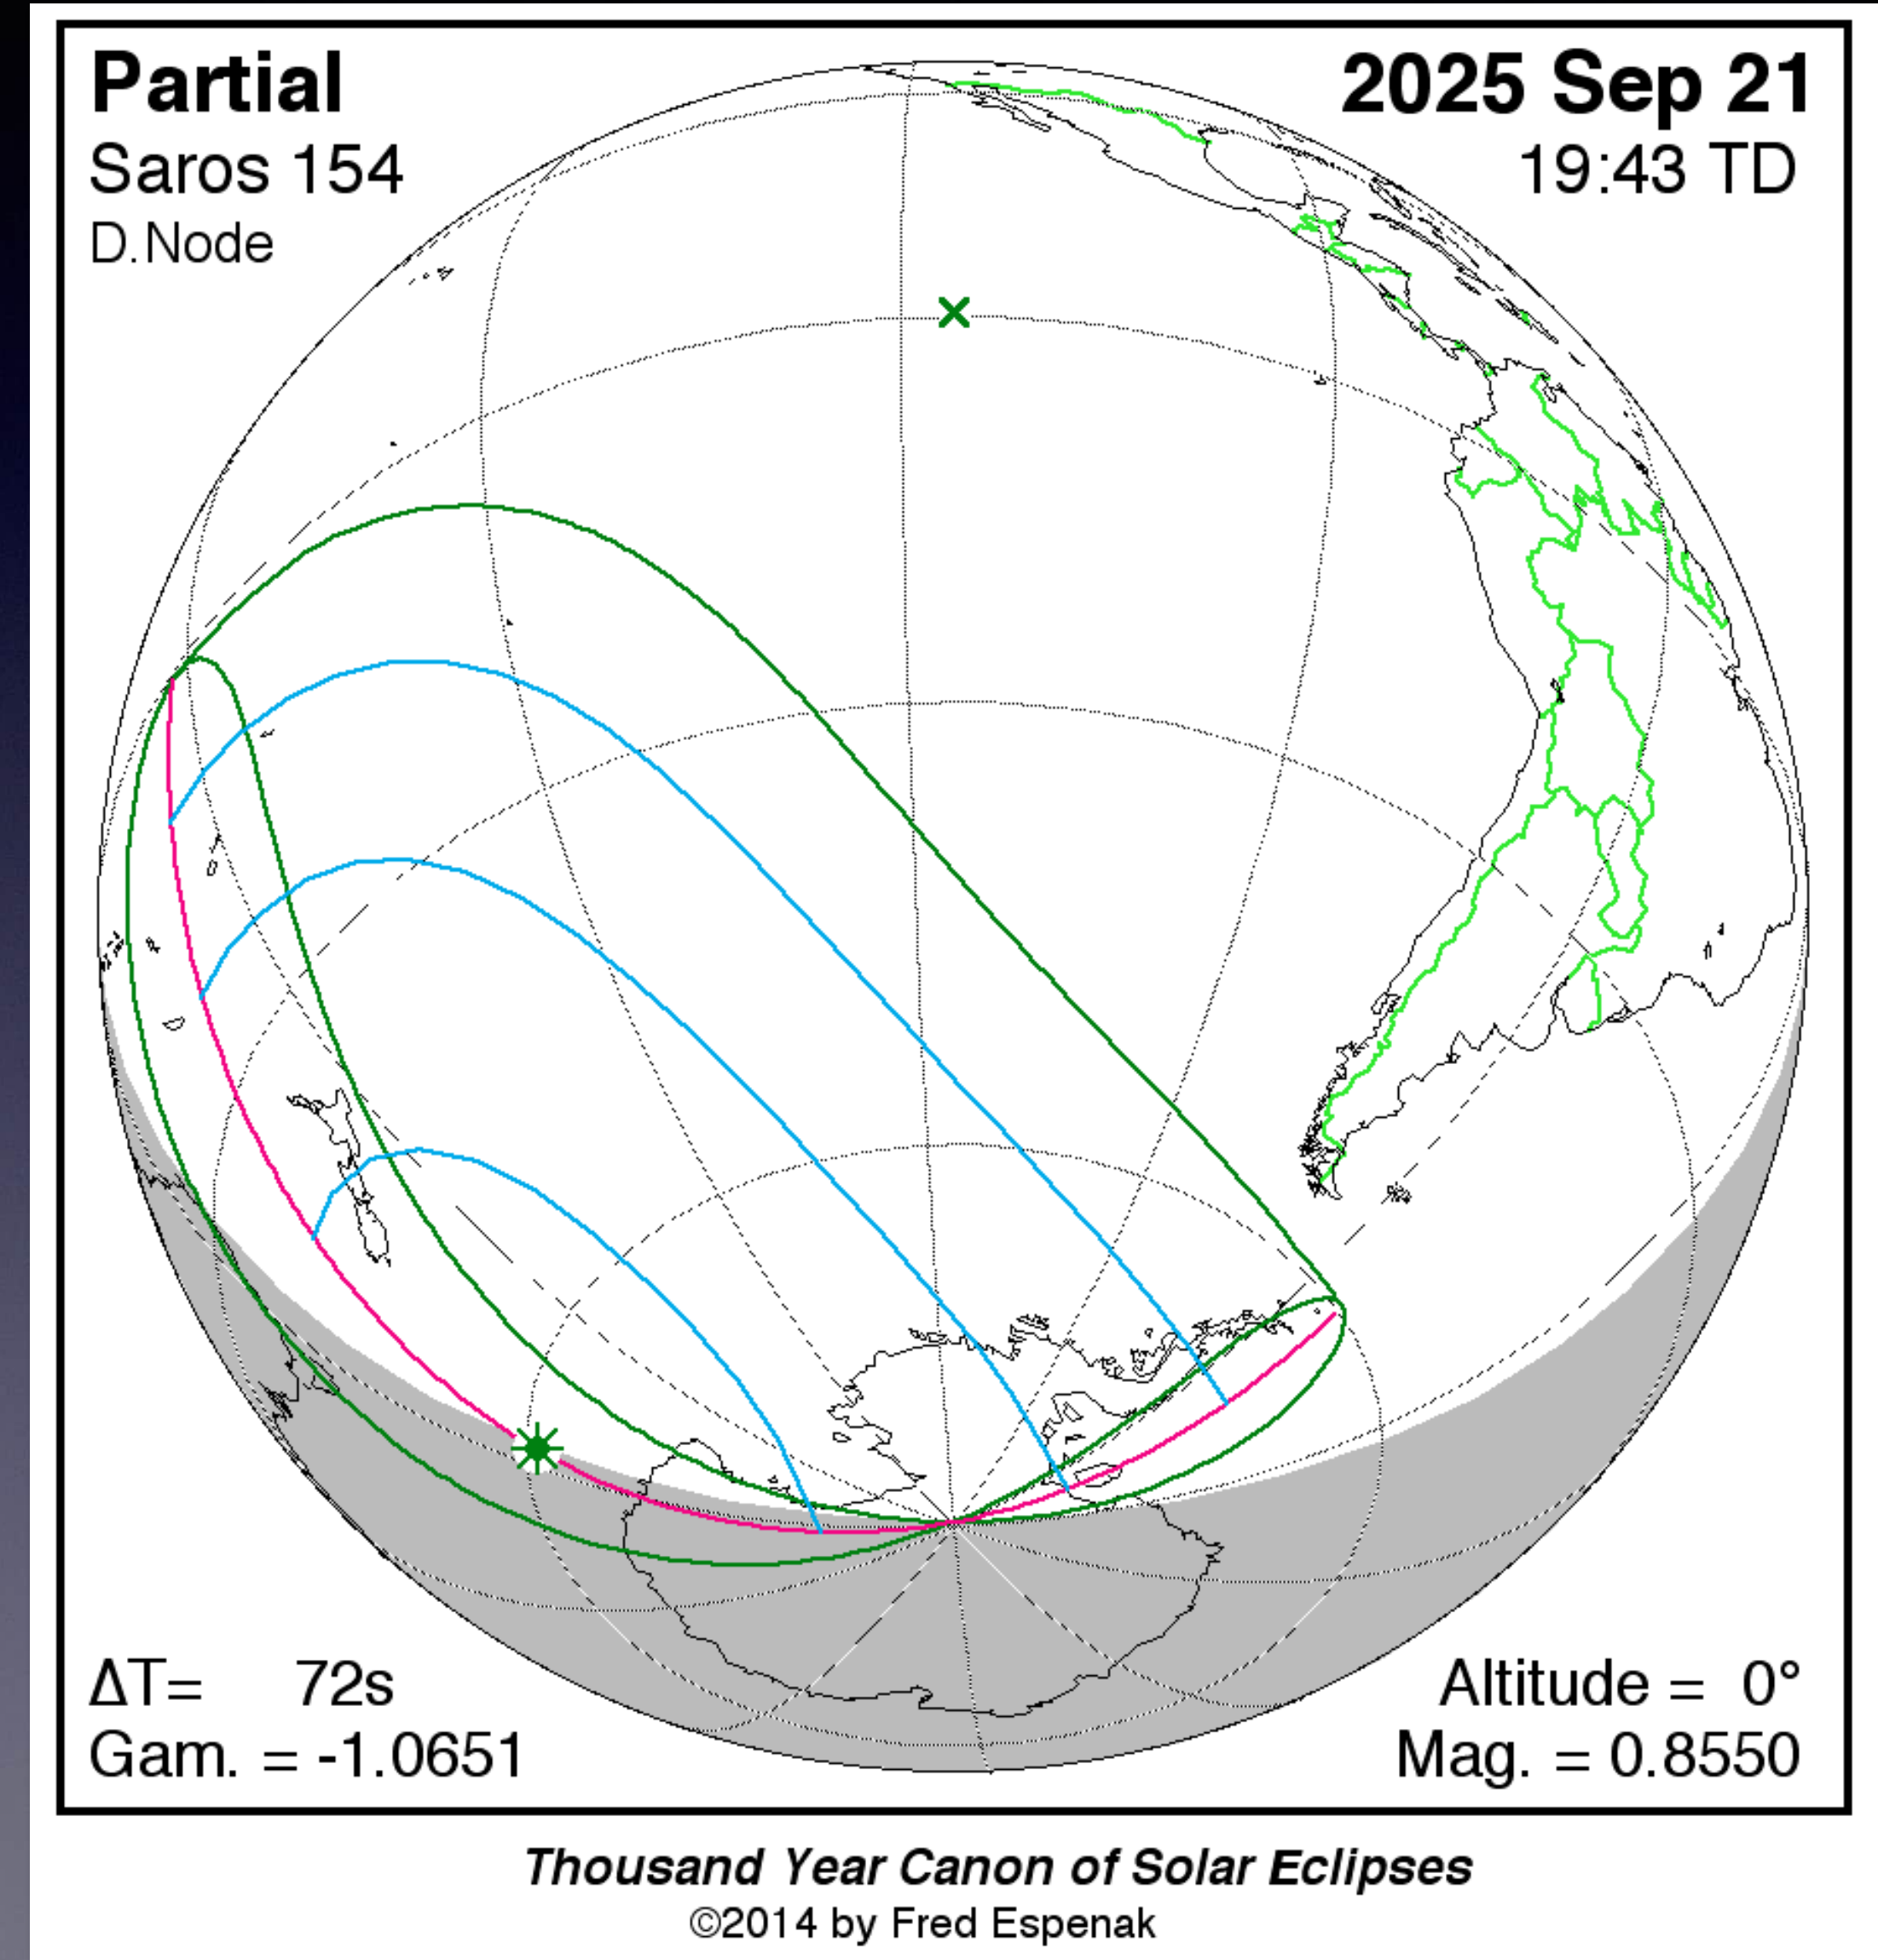 Partial
Saros 154
D.Node
2025 Sep 21
19:43 TD
ΔT= 72s
Gam. = -1.0651
Altitude = 0°
Mag. = 0.8550
Thousand Year Canon of Solar Eclipses
©2014 by Fred Espenak